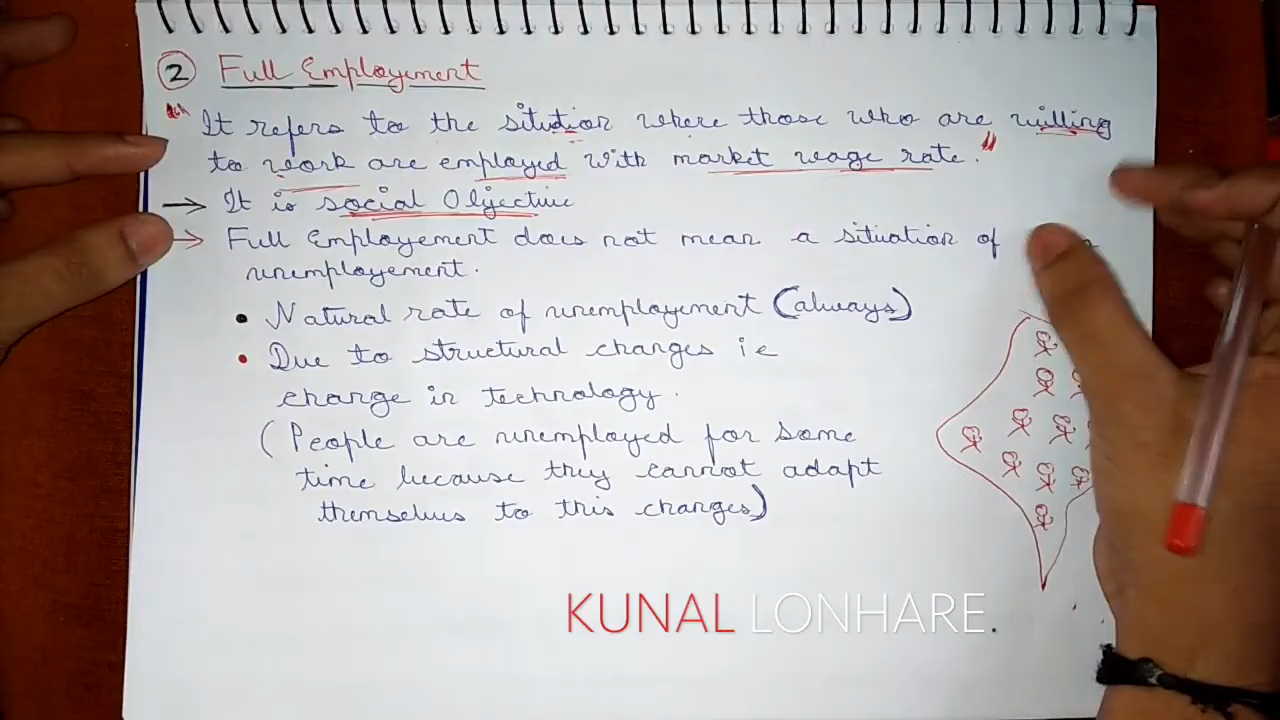 2 Full Employement
"It refers to the situation where those who are willing
to work are employed with market wage rate."
→ It is social Objective
→ Full Employement does not mean a situation of
unemployement.
• Natural rate of unemployement (always)
• Due to structural changes ie
change in technology.
(People are unemployed for some
time because they cannot adapt
themselves to this changes)
KUNAL LONHARE.